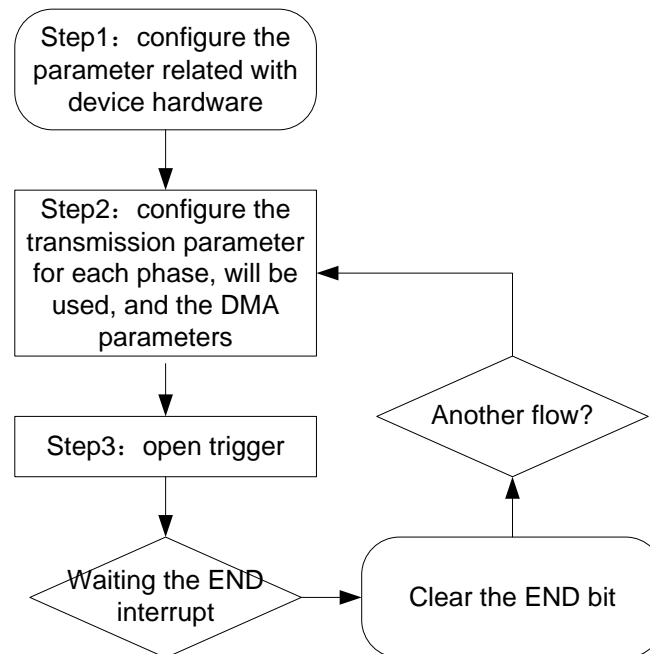 Step1：configure the
parameter related with
device hardware
Step2：configure the
transmission parameter
for each phase, will be
used, and the DMA
parameters
Another flow?
Step3：open trigger
Waiting the END
interrupt
Clear the END bit